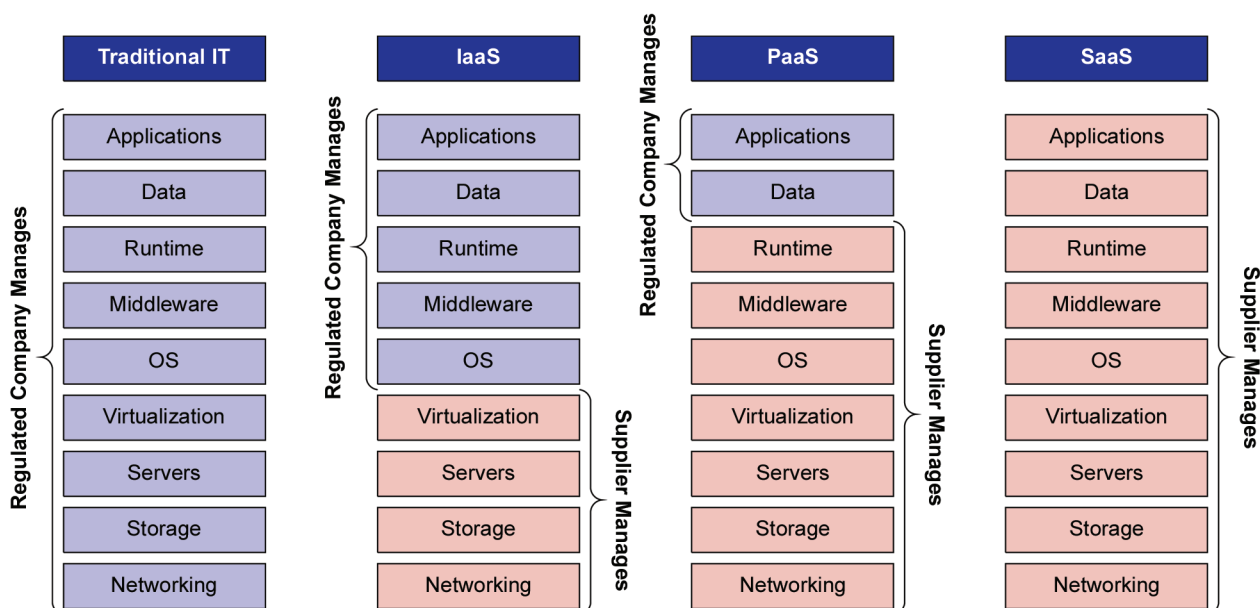 Traditional IT
Regulated Company Manages
Applications
Data
Runtime
Middleware
OS
Virtualization
Servers
Storage
Networking
IaaS
Regulated Company Manages
Applications
Data
Runtime
Middleware
OS
Virtualization
Servers
Storage
Networking
Supplier Manages
PaaS
Regulated Company Manages
Applications
Data
Runtime
Middleware
OS
Virtualization
Servers
Storage
Networking
Supplier Manages
SaaS
Applications
Data
Runtime
Middleware
OS
Virtualization
Servers
Storage
Networking
Supplier Manages